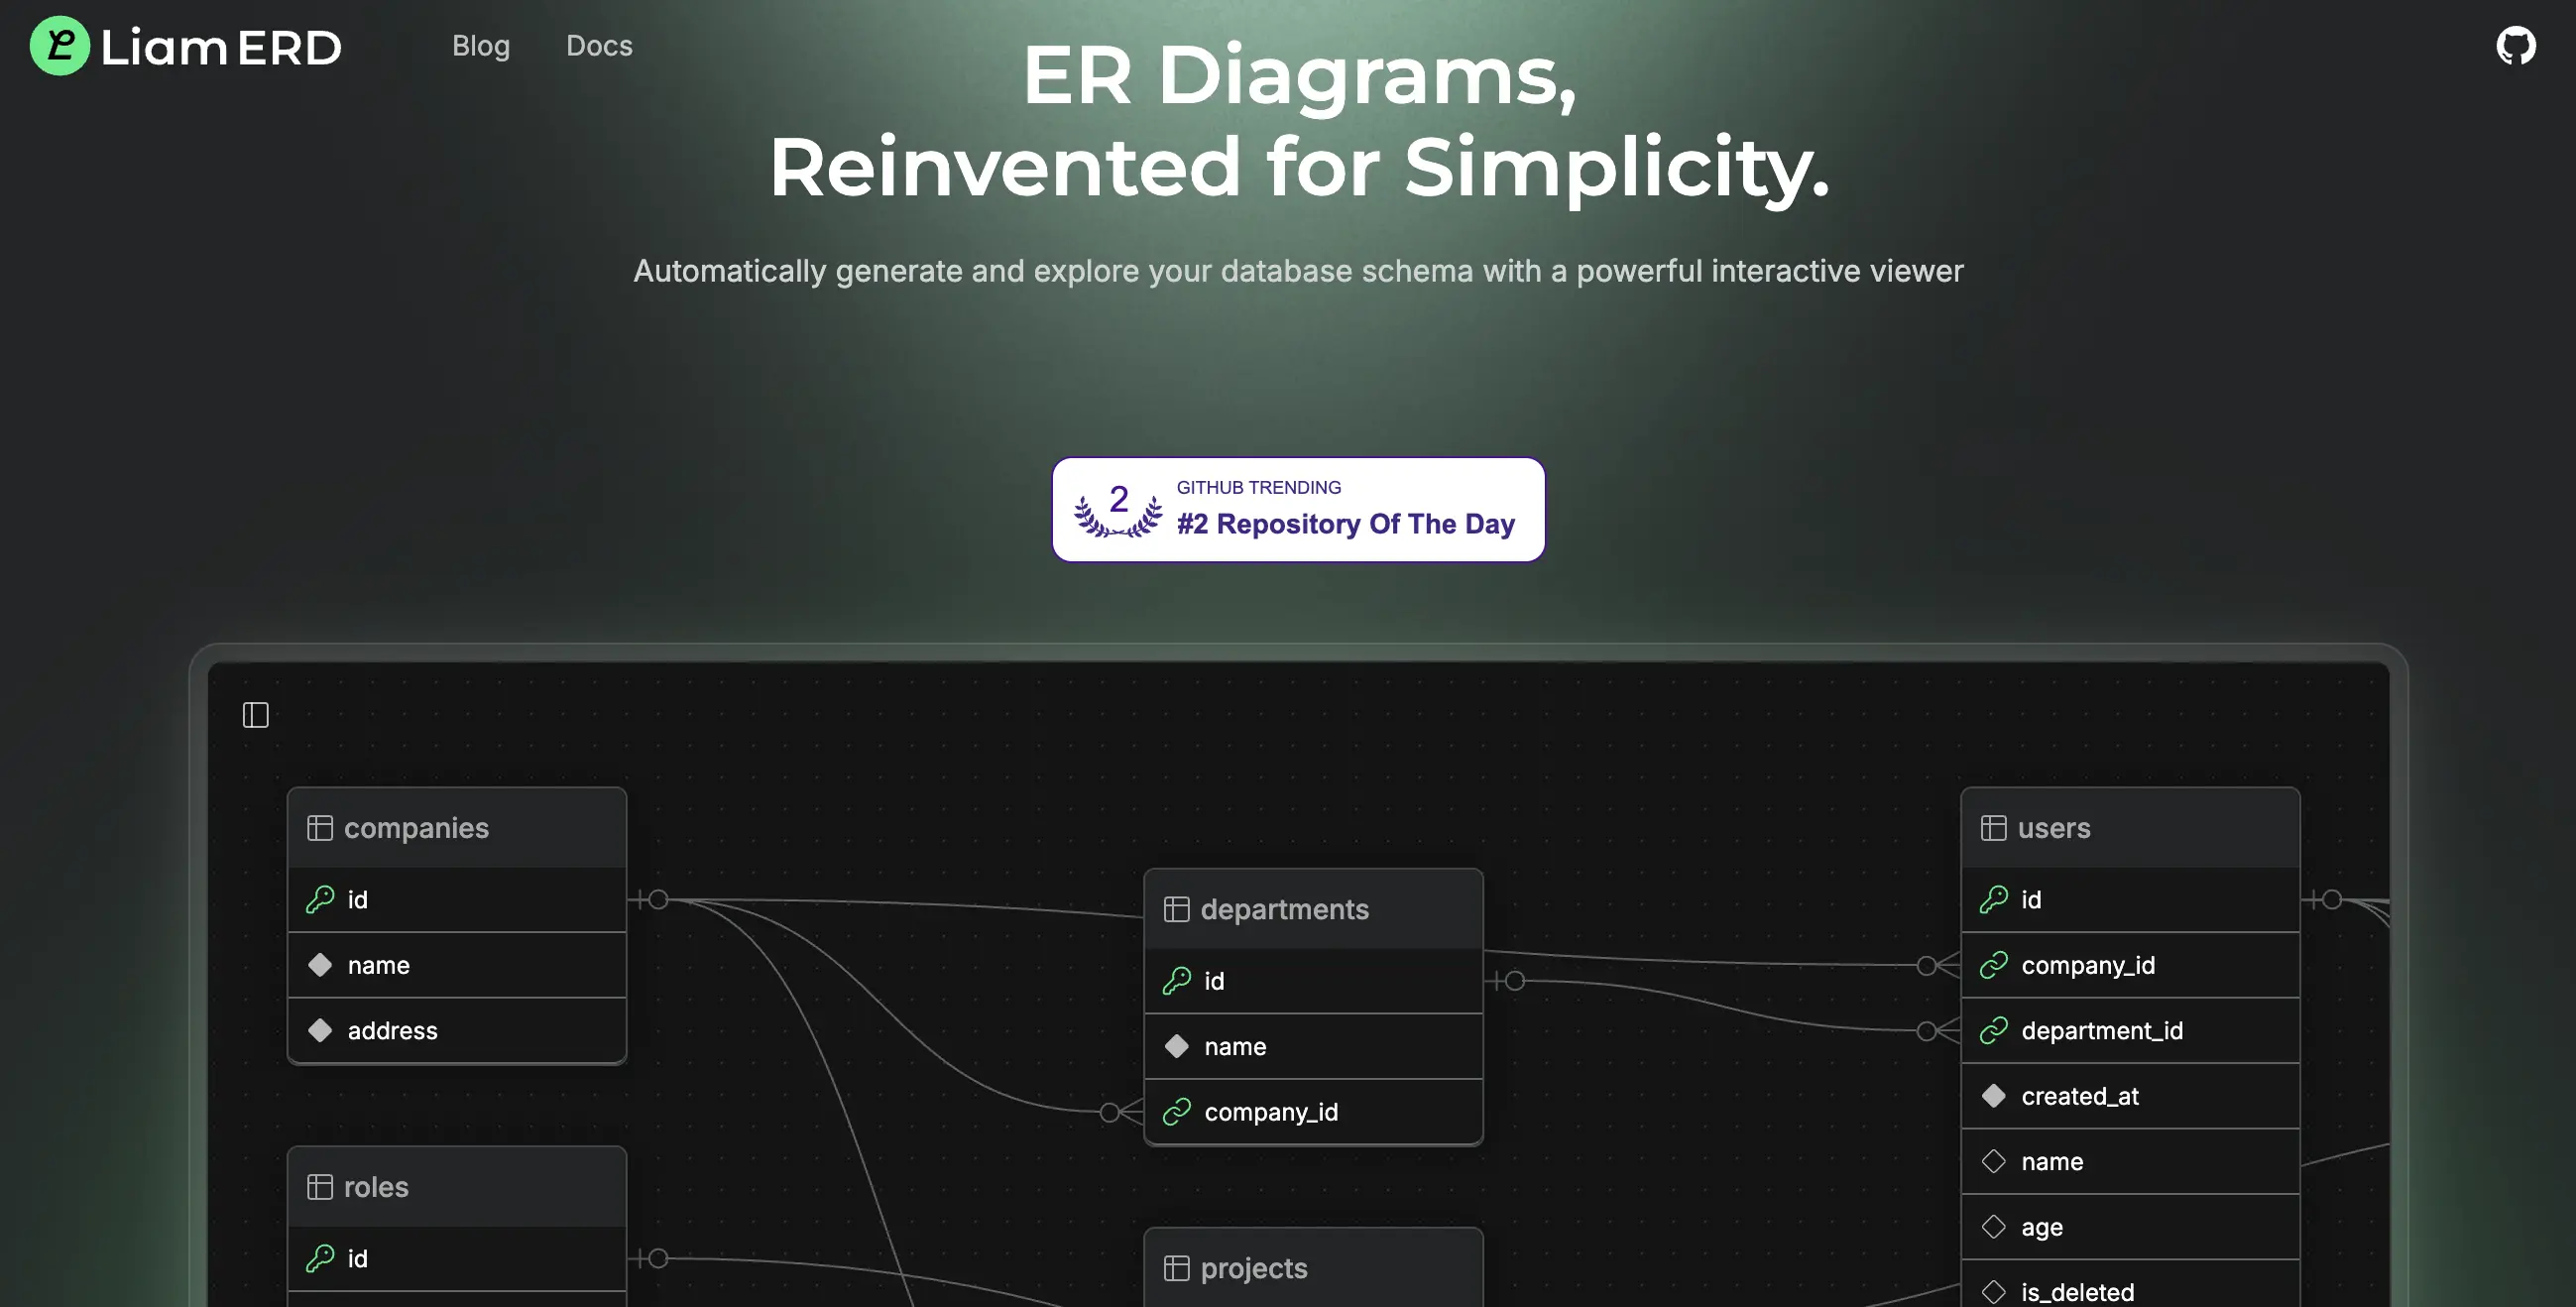 Liam ERD
Blog
Docs
ER Diagrams,
Reinvented for Simplicity.
Automatically generate and explore your database schema with a powerful interactive viewer
2
GITHUB TRENDING
#2 Repository Of The Day
companies
id
name
address
roles
id
departments
id
name
company_id
projects
users
id
company_id
department_id
created_at
name
age
is_deleted